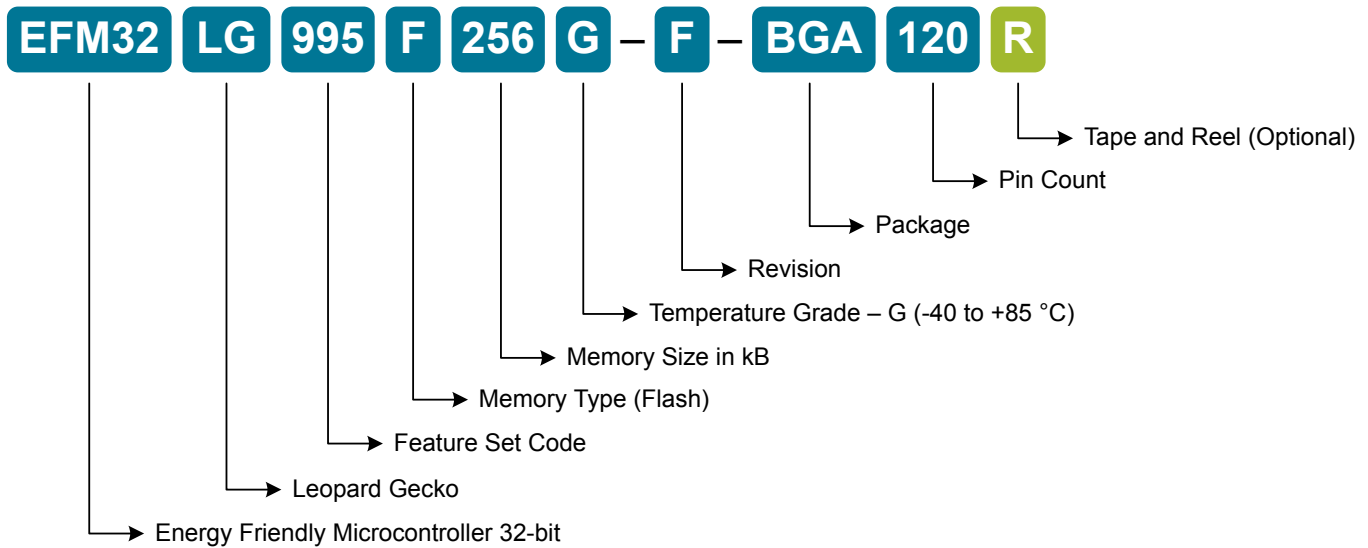 EFM32 LG 995 F 256 G – F – BGA 120 R
Tape and Reel (Optional)
Pin Count
Package
Revision
Temperature Grade – G (-40 to +85 °C)
Memory Size in kB
Memory Type (Flash)
Feature Set Code
Leopard Gecko
Energy Friendly Microcontroller 32-bit